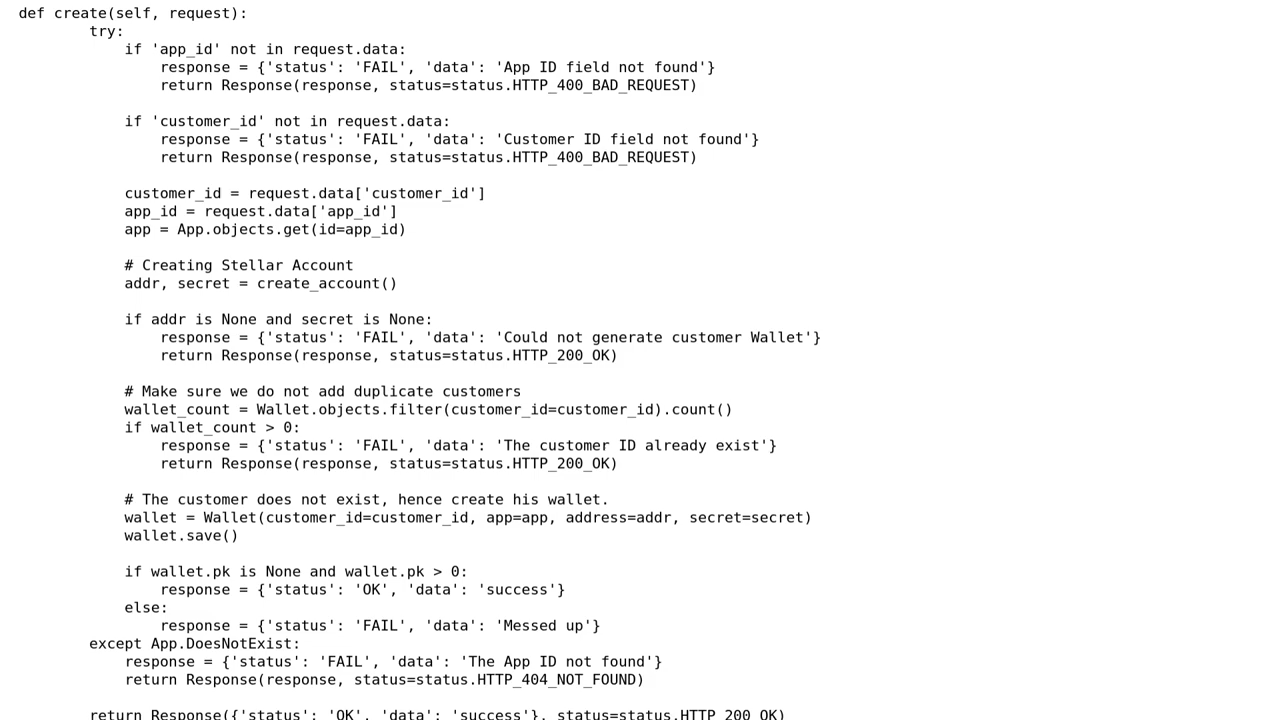 def create(self, request):
        try:
            if 'app_id' not in request.data:
                response = {'status': 'FAIL', 'data': 'App ID field not found'}
                return Response(response, status=status.HTTP_400_BAD_REQUEST)

            if 'customer_id' not in request.data:
                response = {'status': 'FAIL', 'data': 'Customer ID field not found'}
                return Response(response, status=status.HTTP_400_BAD_REQUEST)

            customer_id = request.data['customer_id']
            app_id = request.data['app_id']
            app = App.objects.get(id=app_id)

            # Creating Stellar Account
            addr, secret = create_account()

            if addr is None and secret is None:
                response = {'status': 'FAIL', 'data': 'Could not generate customer Wallet'}
                return Response(response, status=status.HTTP_200_OK)

            # Make sure we do not add duplicate customers
            wallet_count = Wallet.objects.filter(customer_id=customer_id).count()
            if wallet_count > 0:
                response = {'status': 'FAIL', 'data': 'The customer ID already exist'}
                return Response(response, status=status.HTTP_200_OK)

            # The customer does not exist, hence create his wallet.
            wallet = Wallet(customer_id=customer_id, app=app, address=addr, secret=secret)
            wallet.save()

            if wallet.pk is None and wallet.pk > 0:
                response = {'status': 'OK', 'data': 'success'}
            else:
                response = {'status': 'FAIL', 'data': 'Messed up'}
        except App.DoesNotExist:
            response = {'status': 'FAIL', 'data': 'The App ID not found'}
            return Response(response, status=status.HTTP_404_NOT_FOUND)

        return Response({'status': 'OK', 'data': 'success'}, status=status.HTTP_200_OK)